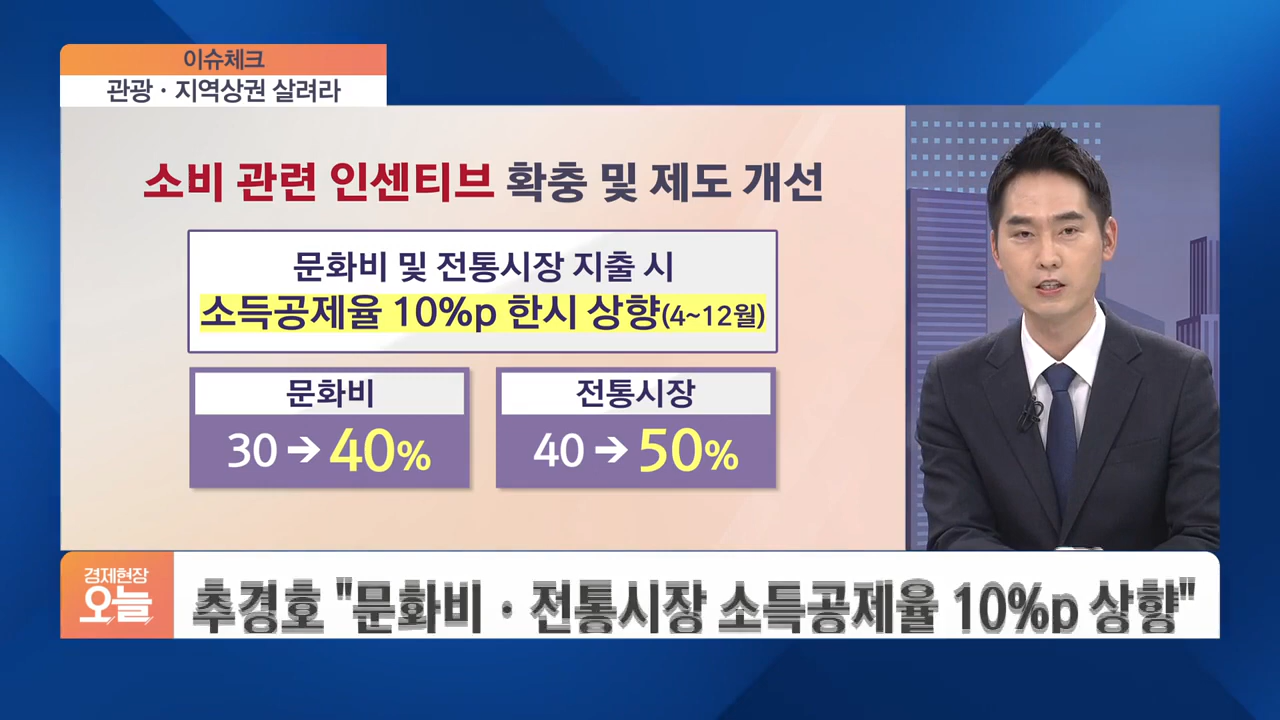 이슈체크
관광·지역상권 살려라
소비 관련 인센티브 확충 및 제도 개선
문화비 및 전통시장 지출 시
소득공제율 10%p 한시 상향(4~12월)
문화비
30 → 40%
전통시장
40 → 50%
경제현장
오늘
추경호 "문화비·전통시장 소득공제율 10%p 상향"